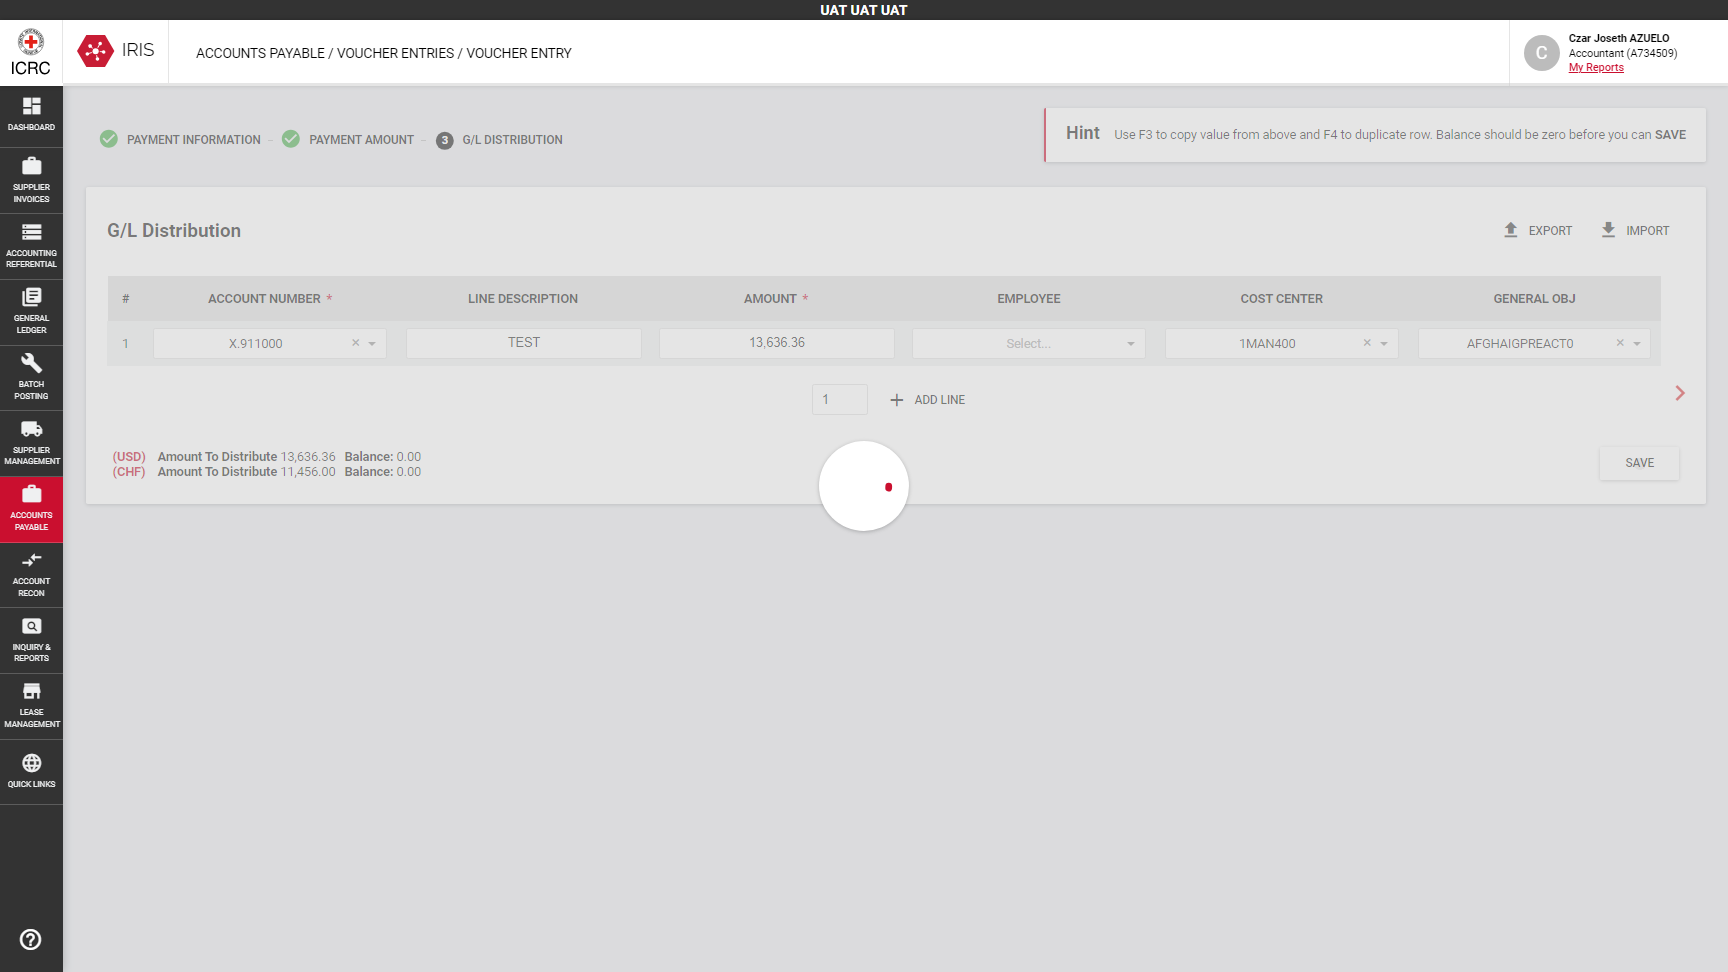 UAT UAT UAT
ICRC
IRIS
ACCOUNTS PAYABLE / VOUCHER ENTRIES / VOUCHER ENTRY
C
Czar Joseth AZUELO
Accountant (A734509)
My Reports
DASHBOARD
SUPPLIER
INVOICES
ACCOUNTING
REFERENTIAL
GENERAL
LEDGER
BATCH
POSTING
SUPPLIER
MANAGEMENT
ACCOUNTS
PAYABLE
ACCOUNT
RECON
INQUIRY &
REPORTS
LEASE
MANAGEMENT
QUICK LINKS
PAYMENT INFORMATION
PAYMENT AMOUNT
3 G/L DISTRIBUTION
Hint Use F3 to copy value from above and F4 to duplicate row. Balance should be zero before you can SAVE
G/L Distribution
EXPORT
IMPORT
# ACCOUNT NUMBER * LINE DESCRIPTION AMOUNT * EMPLOYEE COST CENTER GENERAL OBJ
1 X.911000 × TEST 13,636.36 Select... 1MAN400 × AFGHAIGPREACT0 ×
1 + ADD LINE
(USD) Amount To Distribute 13,636.36 Balance: 0.00
(CHF) Amount To Distribute 11,456.00 Balance: 0.00
SAVE